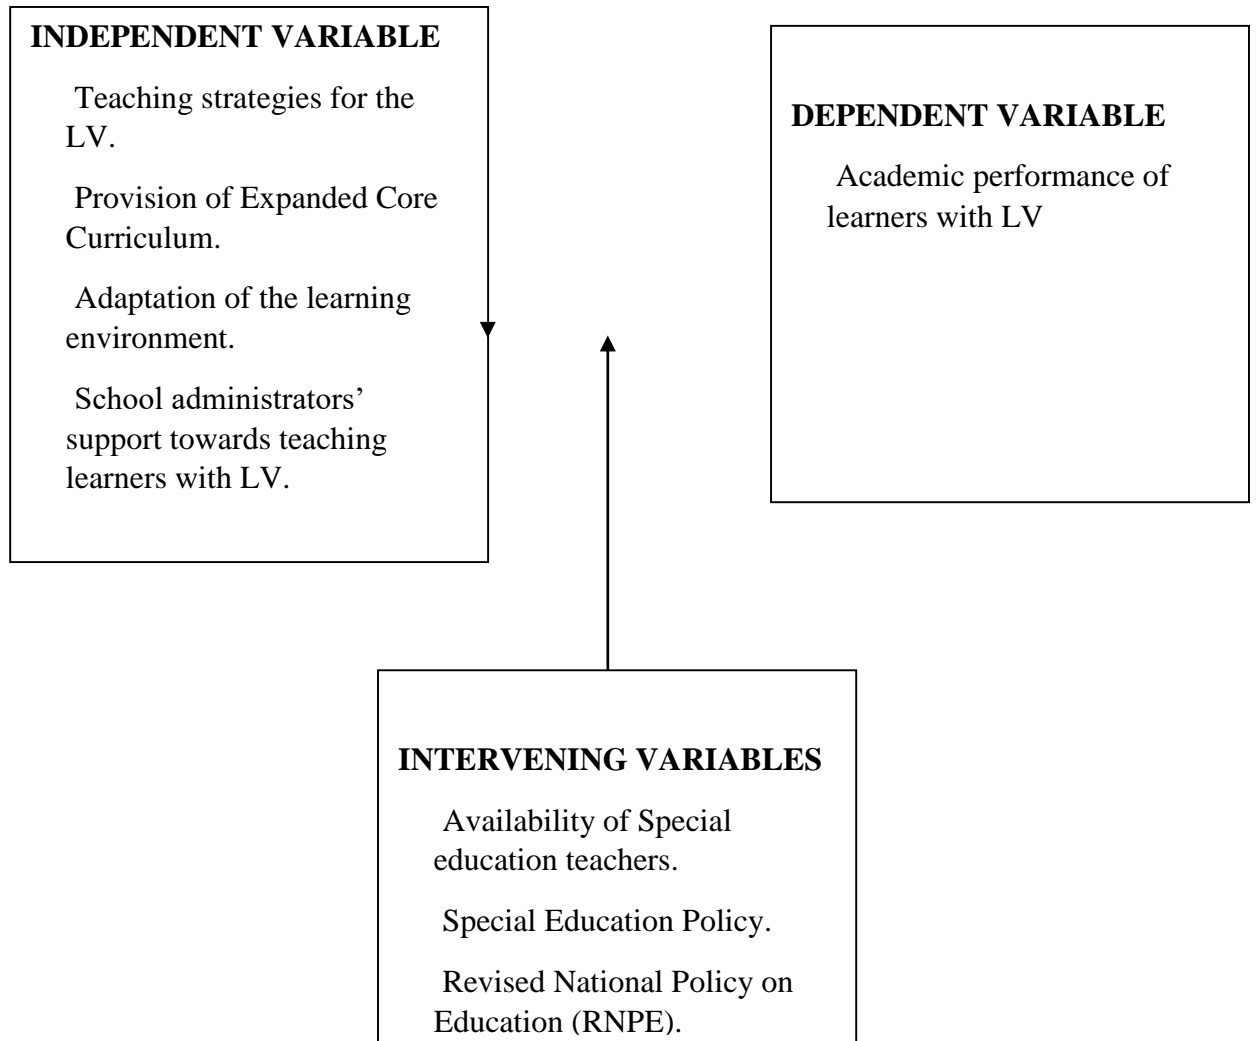 INDEPENDENT VARIABLE
Teaching strategies for the
LV.
Provision of Expanded Core
Curriculum.
Adaptation of the learning
environment.
School administrators’
support towards teaching
learners with LV.
DEPENDENT VARIABLE
Academic performance of
learners with LV
INTERVENING VARIABLES
Availability of Special
education teachers.
Special Education Policy.
Revised National Policy on
Education (RNPE).